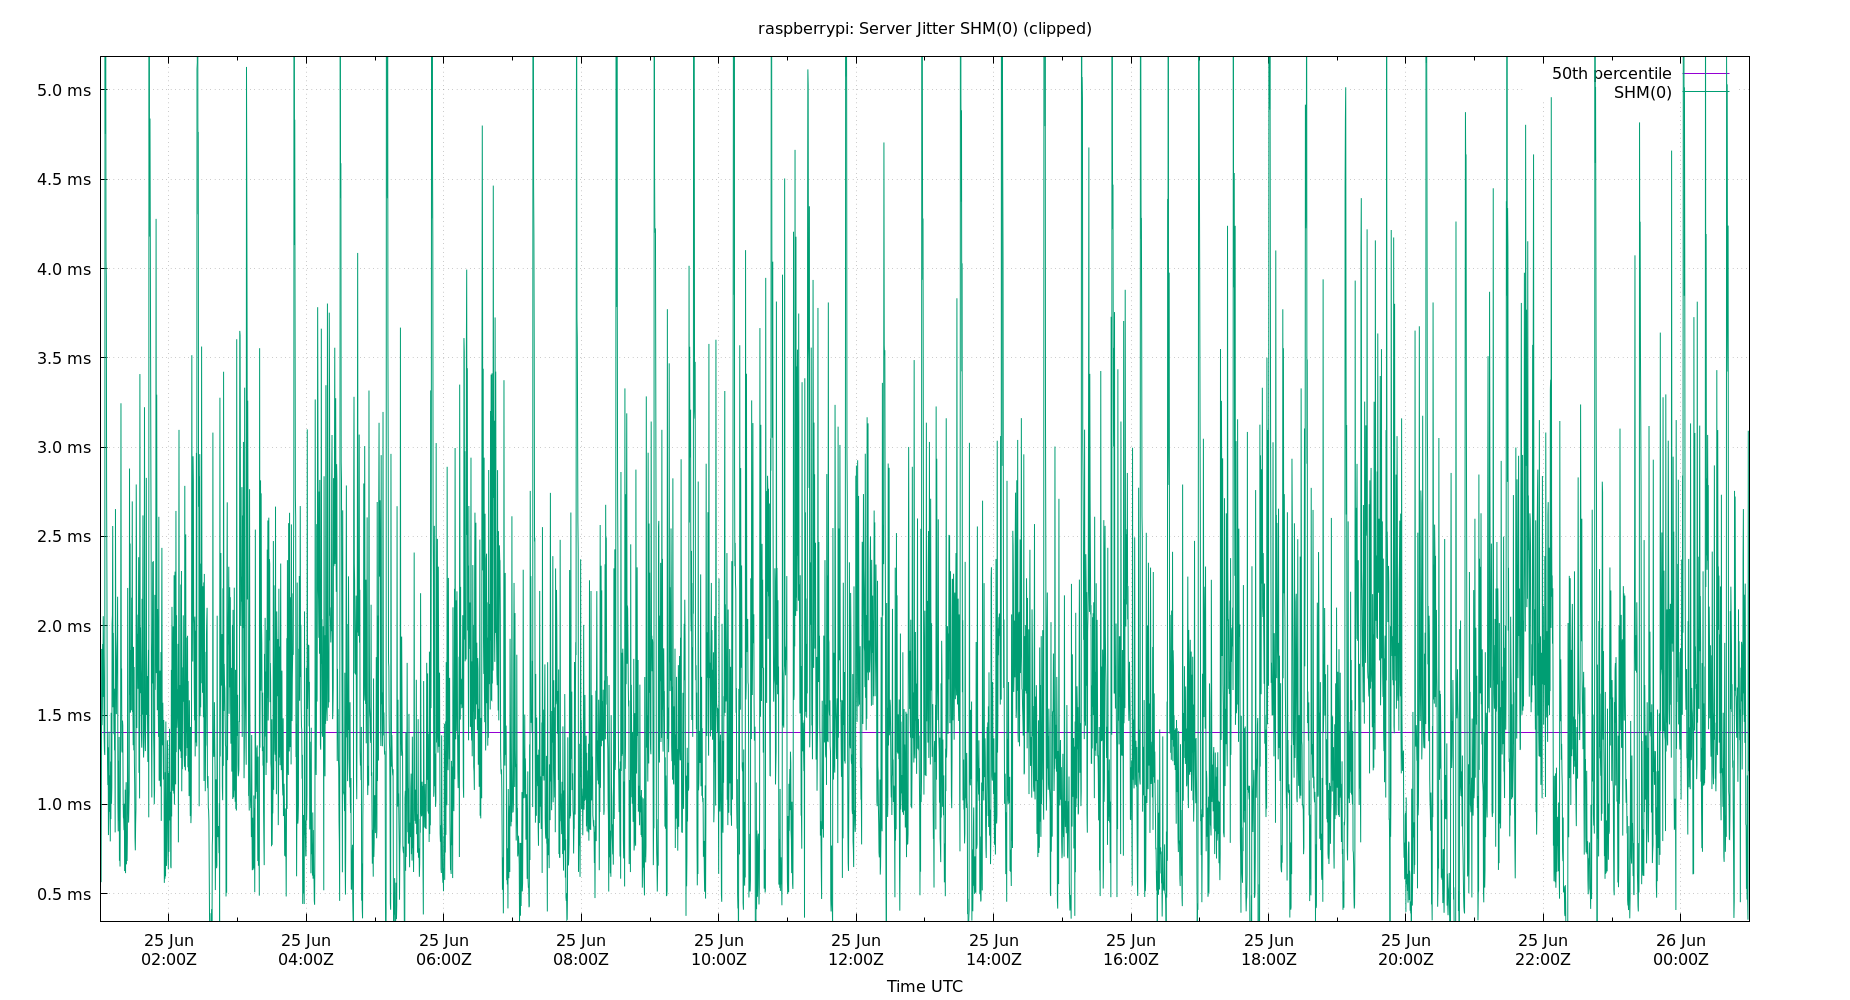 raspberrypi: Server Jitter SHM(0) (clipped)
50th percentile
SHM(0)
5.0 ms
4.5 ms
4.0 ms
3.5 ms
3.0 ms
2.5 ms
2.0 ms
1.5 ms
1.0 ms
0.5 ms
25 Jun 25 Jun 25 Jun 25 Jun 25 Jun 25 Jun 25 Jun 25 Jun 25 Jun 25 Jun 25 Jun 26 Jun
02:00Z 04:00Z 06:00Z 08:00Z 10:00Z 12:00Z 14:00Z 16:00Z 18:00Z 20:00Z 22:00Z 00:00Z
Time UTC